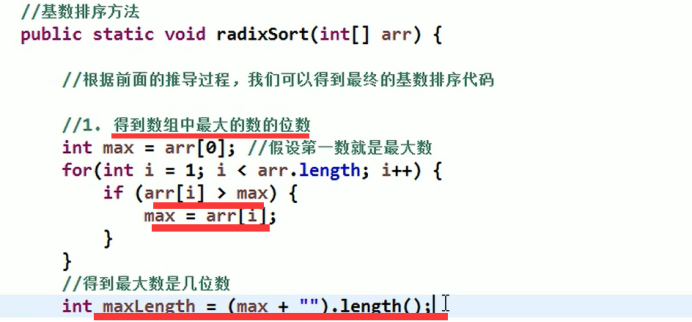 //基数排序方法
public static void radixSort(int[] arr) {
//根据前面的推导过程，我们可以得到最终的基数排序代码
//1. 得到数组中最大的数的位数
int max = arr[0]; //假设第一数就是最大数
for(int i = 1; i < arr.length; i++) {
if (arr[i] > max) {
max = arr[i];
}
}
//得到最大数是几位数
int maxLength = (max + "").length();